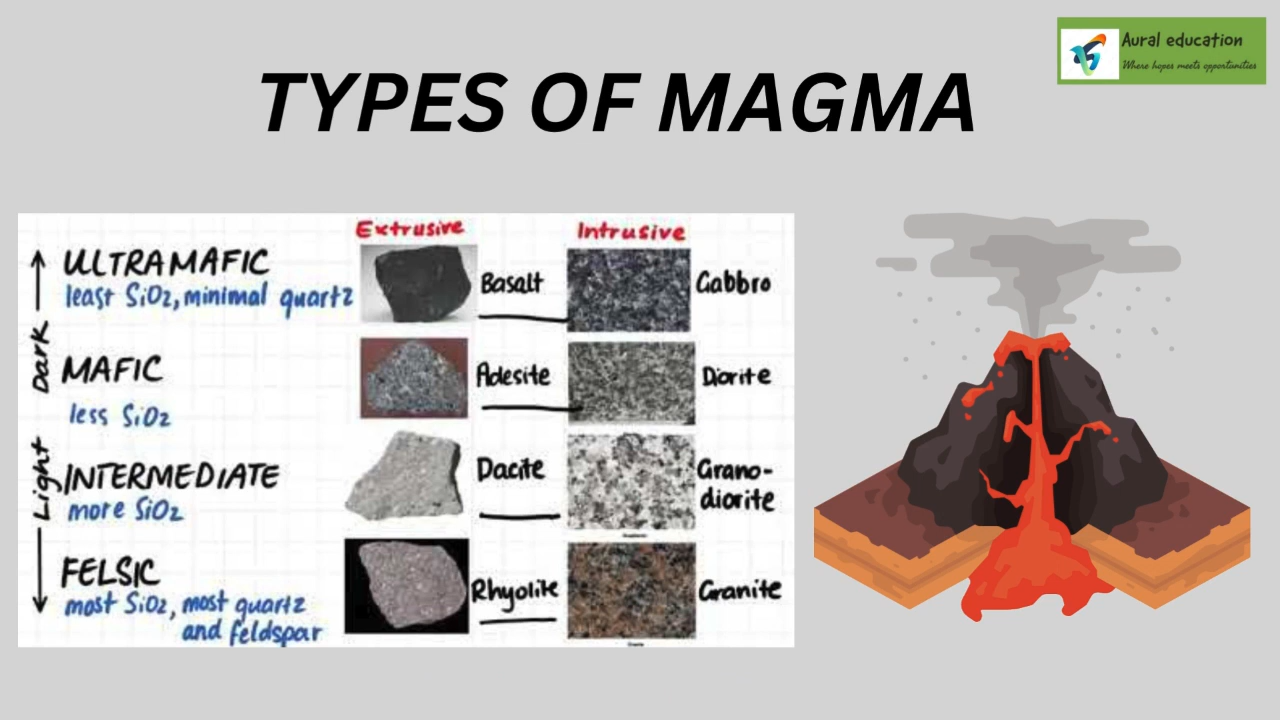 Aural education
Where hopes meets opportunities
TYPES OF MAGMA
Extrusive
Intrusive
ULTRAMAFIC
least SiO2, minimal quartz
Basalt
Gabbro
Dark
MAFIC
less SiO2
Adesite
Diorite
Light
INTERMEDIATE
more SiO2
Dacite
Grano-
diorite
FELSIC
most SiO2, most quartz
and feldspar
Rhyolite
Granite